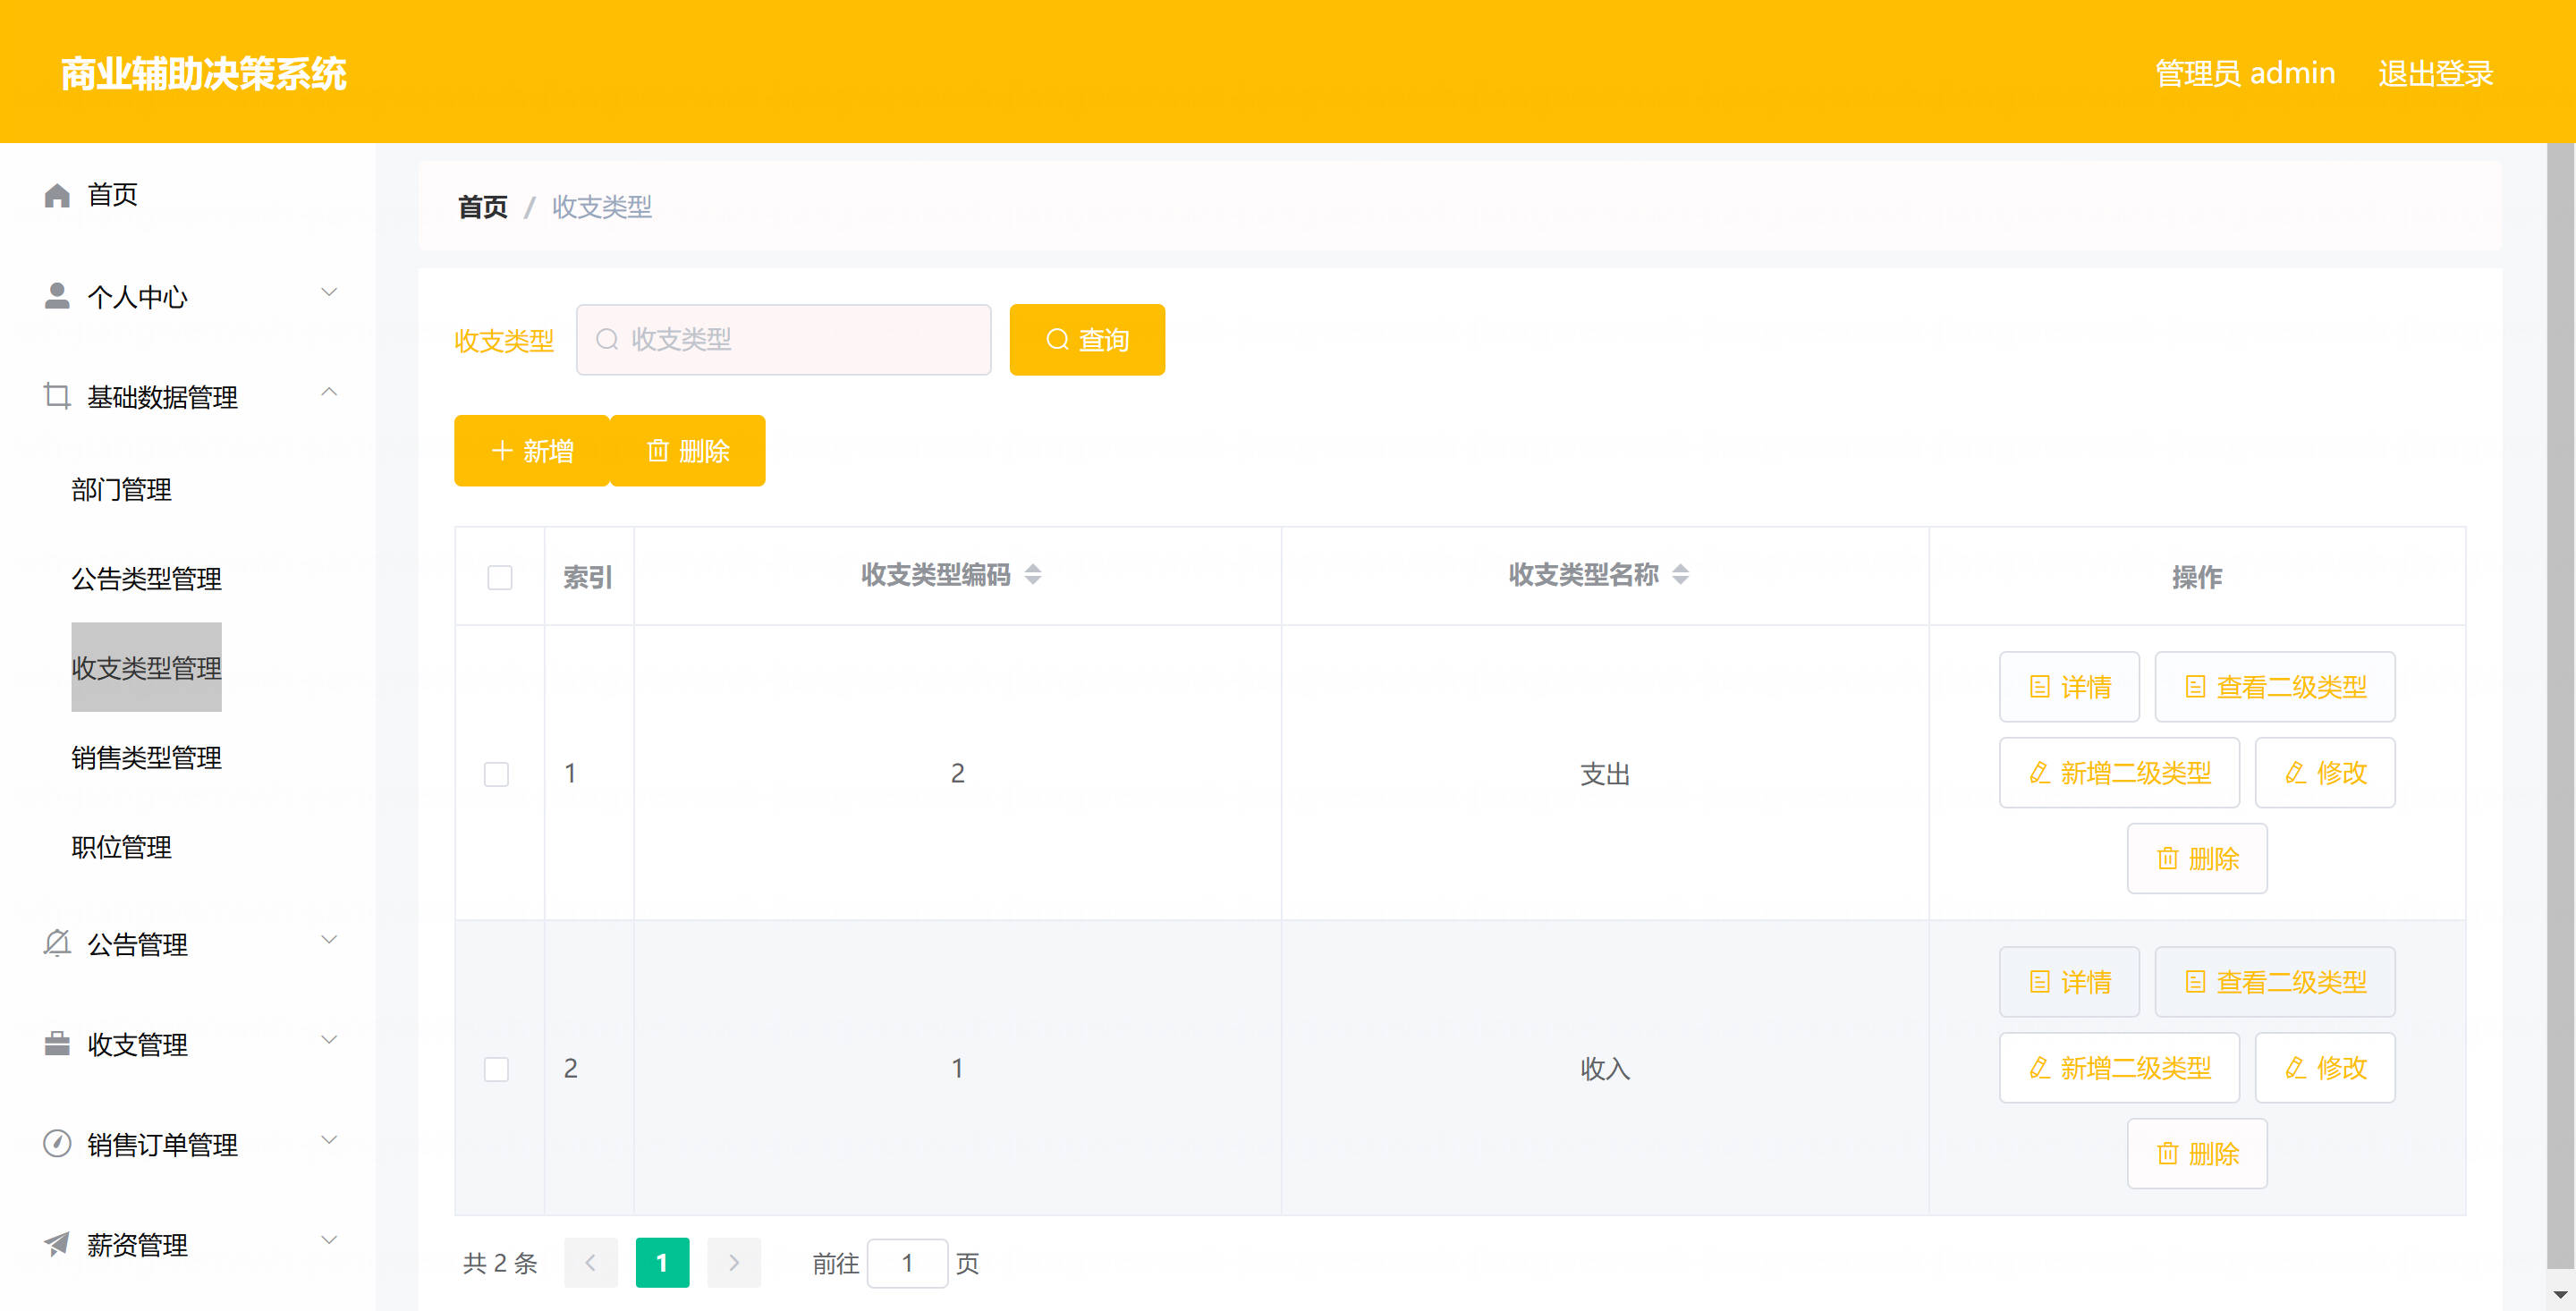 商业辅助决策系统
管理员 admin 退出登录
首页
个人中心
基础数据管理
部门管理
公告类型管理
收支类型管理
销售类型管理
职位管理
公告管理
收支管理
销售订单管理
薪资管理
首页 / 收支类型
收支类型 收支类型 查询
新增 删除
索引 收支类型编码 收支类型名称 操作
1 2 支出
详情 查看二级类型
新增二级类型 修改
删除
2 1 收入
详情 查看二级类型
新增二级类型 修改
删除
共 2 条 1 前往 1 页